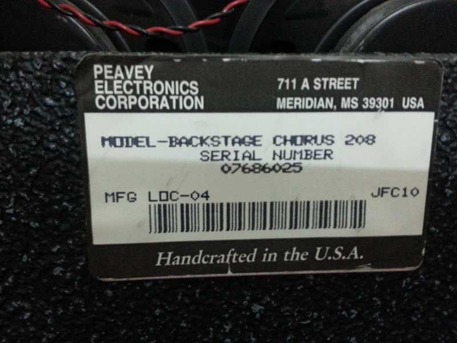 PEAVEY
ELECTRONICS
CORPORATION
711 A STREET
MERIDIAN, MS 39301 USA
MODEL-BACKSTAGE CHORUS 208
SERIAL NUMBER
07686025
MFG LOC-04
JFC10
Handcrafted in the U.S.A.